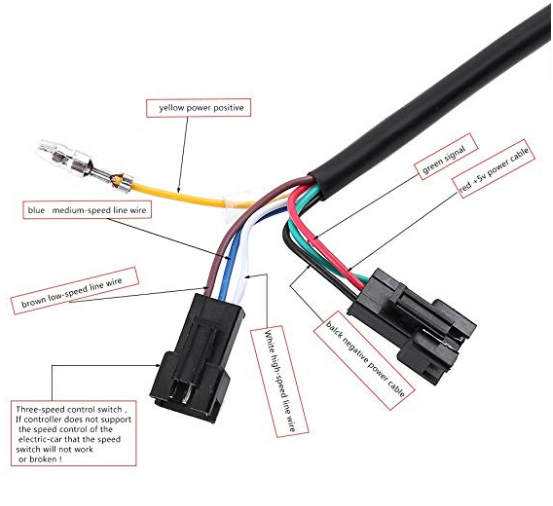 yellow power positive
green signal
red +5v power cable
blue medium-speed line wire
brown low-speed line wire
White high-speed line wire
balck negative power cable
Three-speed control switch ,
If controller does not support
the speed control of the
electric-car that the speed
switch will not work
or broken !